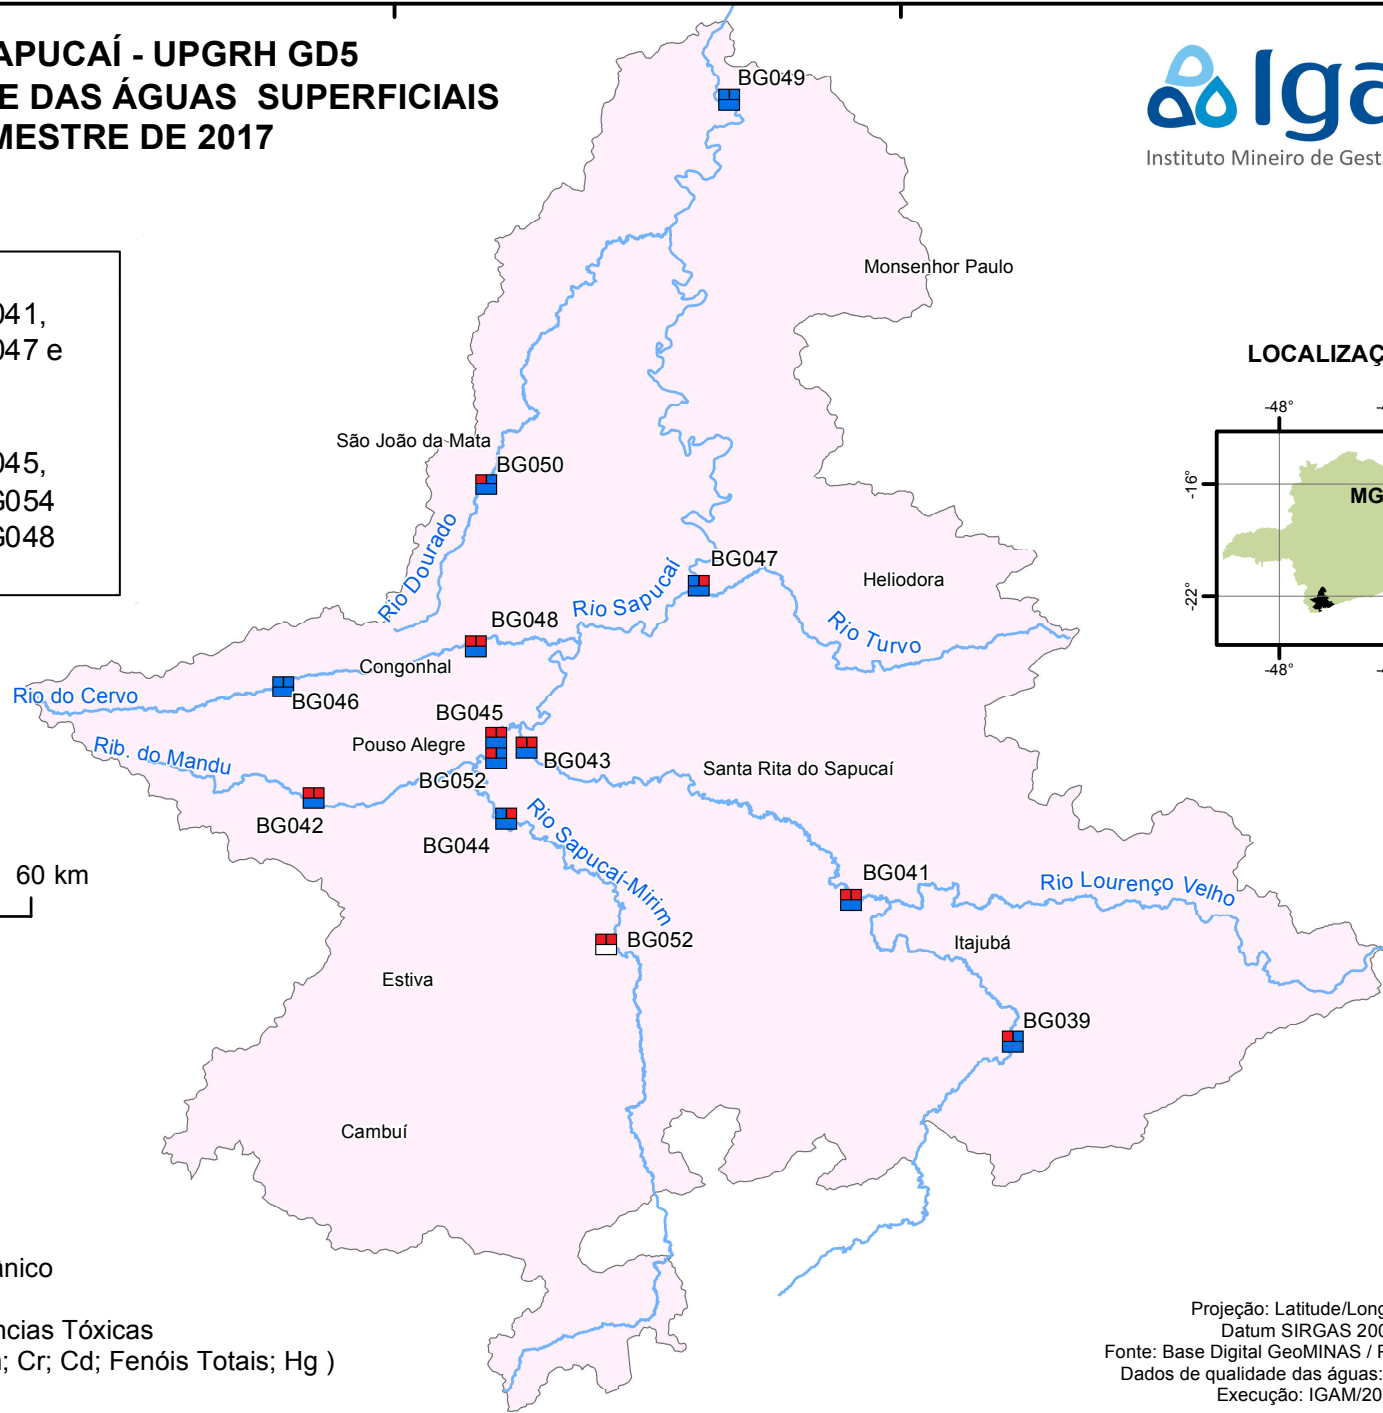 APUCAÍ - UPGRH GD5
E DAS ÁGUAS SUPERFICIAIS
MESTRE DE 2017
Iga
Instituto Mineiro de Gest
041,
047 e
045,
G054
G048
BG049
Monsenhor Paulo
LOCALIZAÇ
-48°
-16°
MG
-22°
-48°
São João da Mata
BG050
Rio Dourado
BG047
Rio Sapucaí
Heliodora
BG048
Rio Turvo
Congonhal
Rio do Cervo
BG046
BG045
Rib. do Mandu
Pouso Alegre
BG043
BG052
Santa Rita do Sapucaí
BG042
BG044
Rio Sapucaí-Mirim
60 km
BG041
Rio Lourenço Velho
BG052
Itajubá
Estiva
BG039
Cambuí
ânico
ncias Tóxicas
; Cr; Cd; Fenóis Totais; Hg )
Projeção: Latitude/Long
Datum SIRGAS 200
Fonte: Base Digital GeoMINAS / P
Dados de qualidade das águas:
Execução: IGAM/20